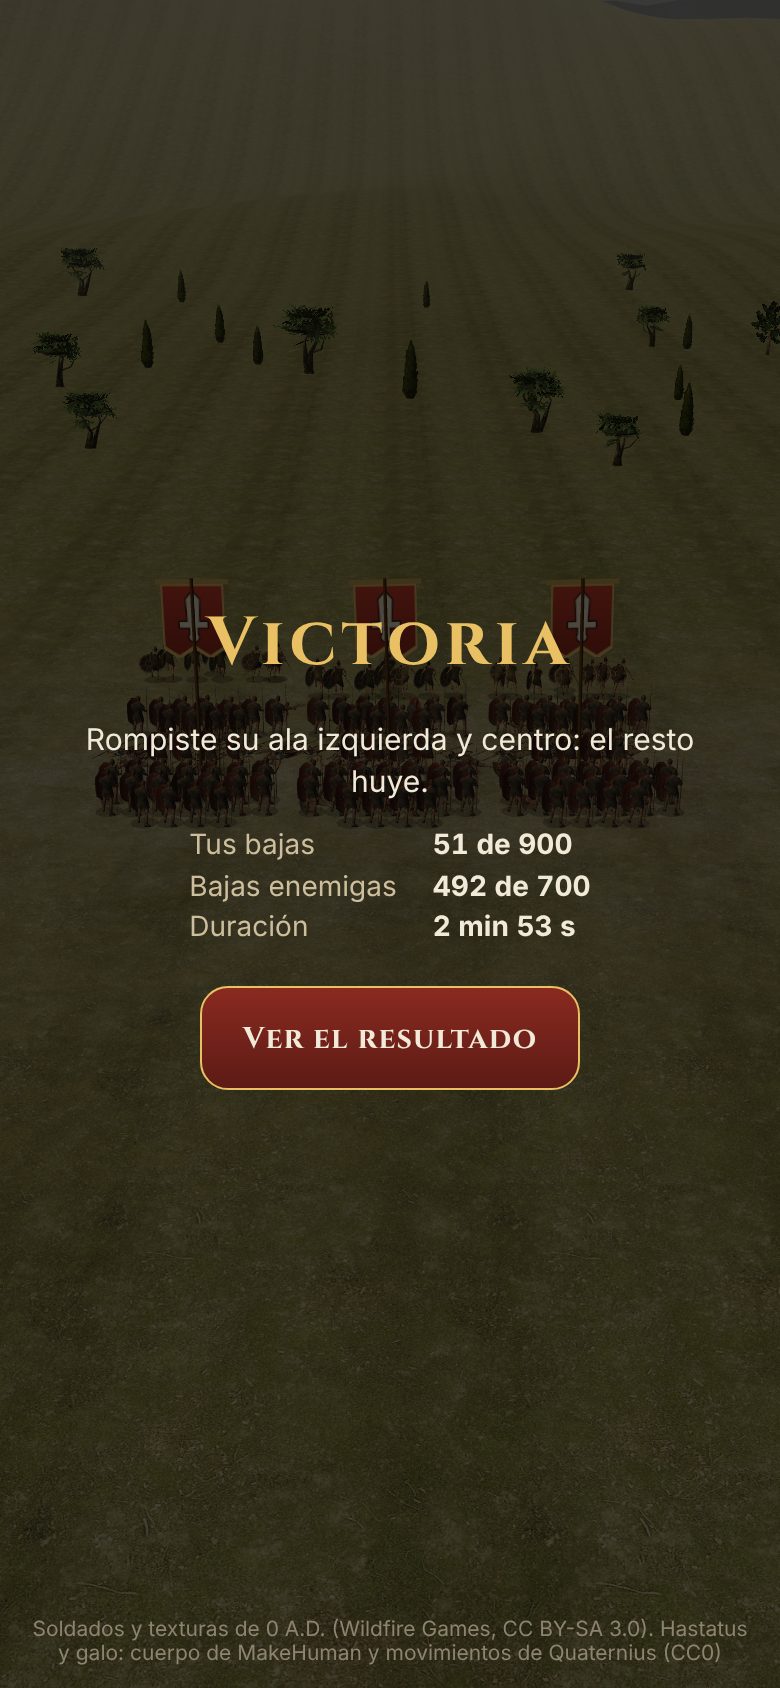 Victoria
Rompiste su ala izquierda y centro: el resto
huye.
Tus bajas 51 de 900
Bajas enemigas 492 de 700
Duración 2 min 53 s
Ver el resultado
Soldados y texturas de 0 A.D. (Wildfire Games, CC BY-SA 3.0). Hastatus
y galo: cuerpo de MakeHuman y movimientos de Quaternius (CC0)